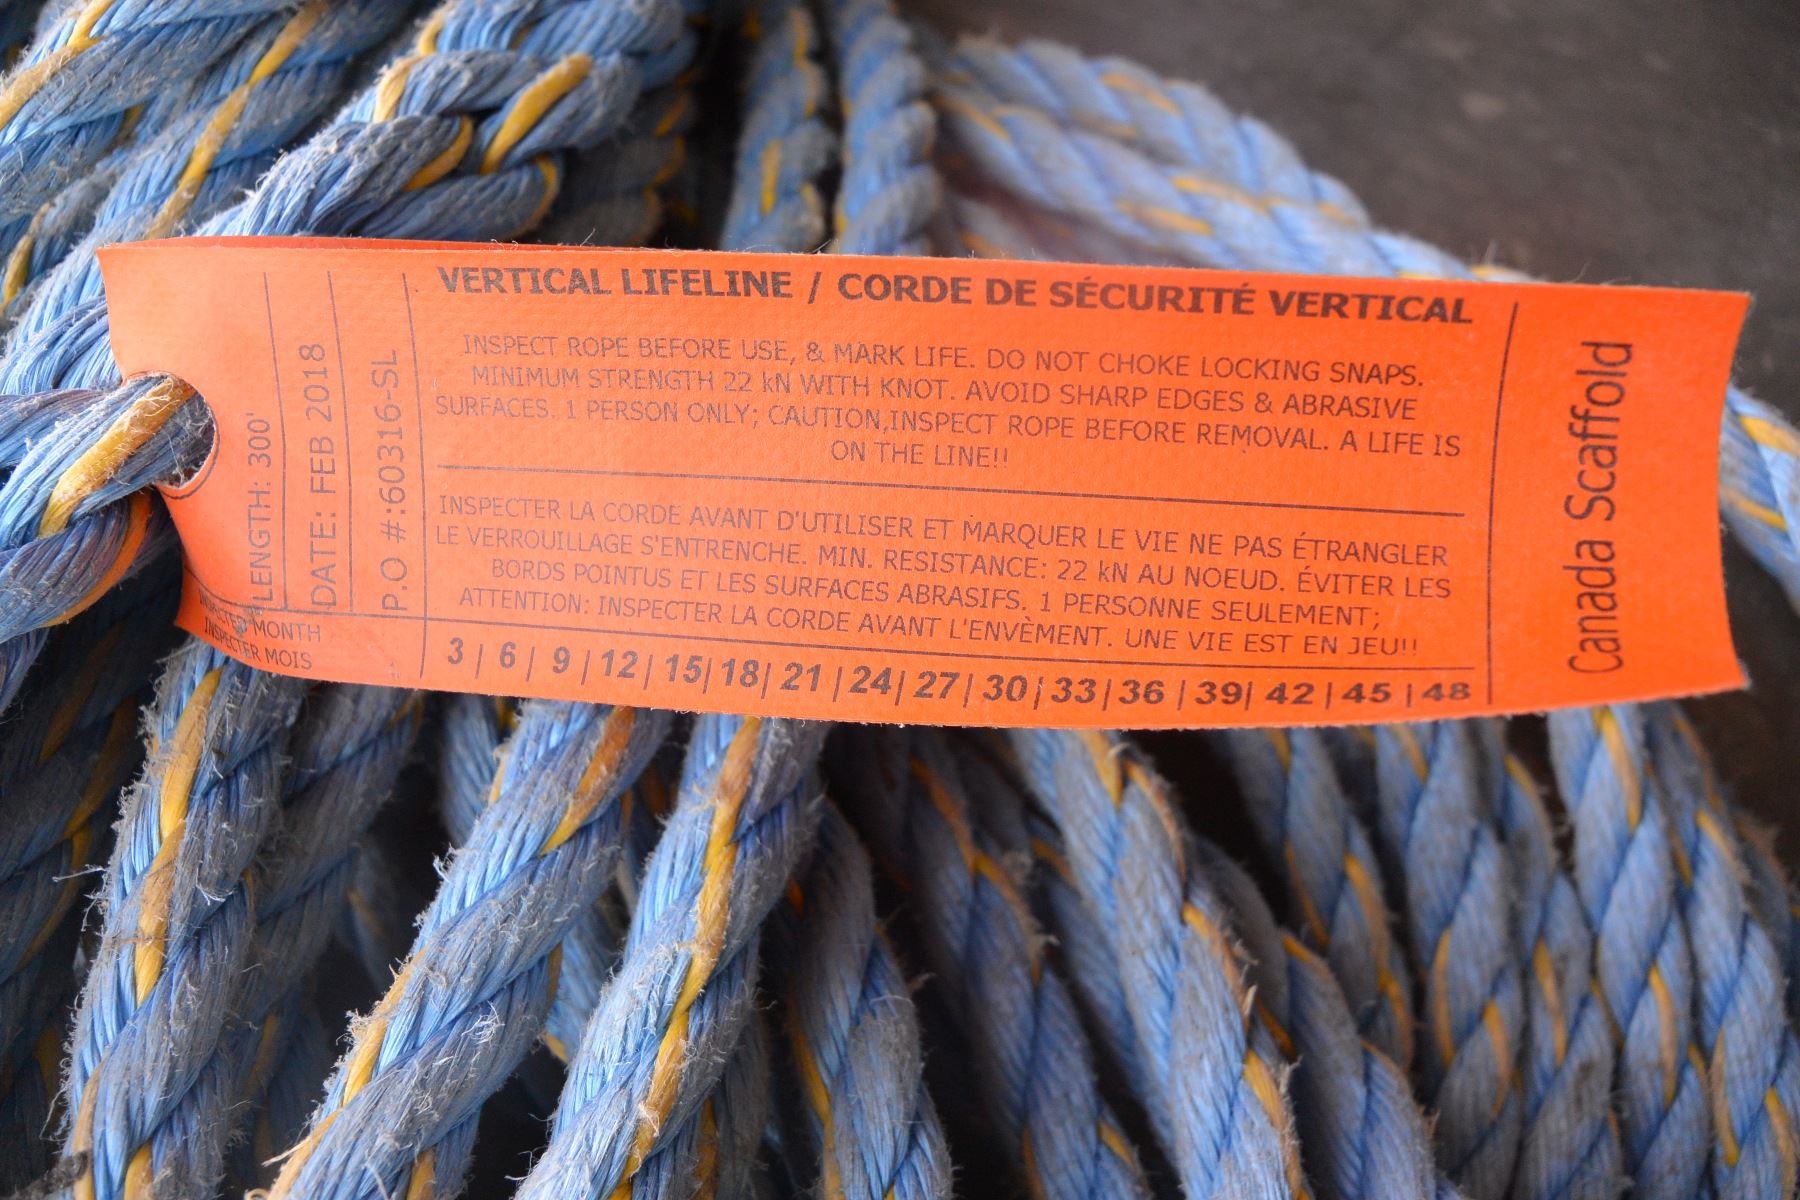 VERTICAL LIFELINE / CORDE DE SÉCURITÉ VERTICAL
INSPECT ROPE BEFORE USE, & MARK LIFE. DO NOT CHOKE LOCKING SNAPS.
MINIMUM STRENGTH 22 kN WITH KNOT. AVOID SHARP EDGES & ABRASIVE
SURFACES. 1 PERSON ONLY; CAUTION,INSPECT ROPE BEFORE REMOVAL. A LIFE IS
ON THE LINE!!
INSPECTER LA CORDE AVANT D'UTILISER ET MARQUER LE VIE NE PAS ÉTRANGLER
LE VERROUILLAGE S'ENTRENCHE. MIN. RESISTANCE: 22 kN AU NOEUD. ÉVITER LES
BORDS POINTUS ET LES SURFACES ABRASIFS. 1 PERSONNE SEULEMENT;
ATTENTION: INSPECTER LA CORDE AVANT L'ENVÈMENT. UNE VIE EST EN JEU!!
LENGTH: 300'
DATE: FEB 2018
P.O #:60316-SL
MONTH
INSPECTER MOIS
3 | 6 | 9 | 12 | 15 | 18 | 21 | 24 | 27 | 30 | 33 | 36 | 39 | 42 | 45 | 48
Canada Scaffold